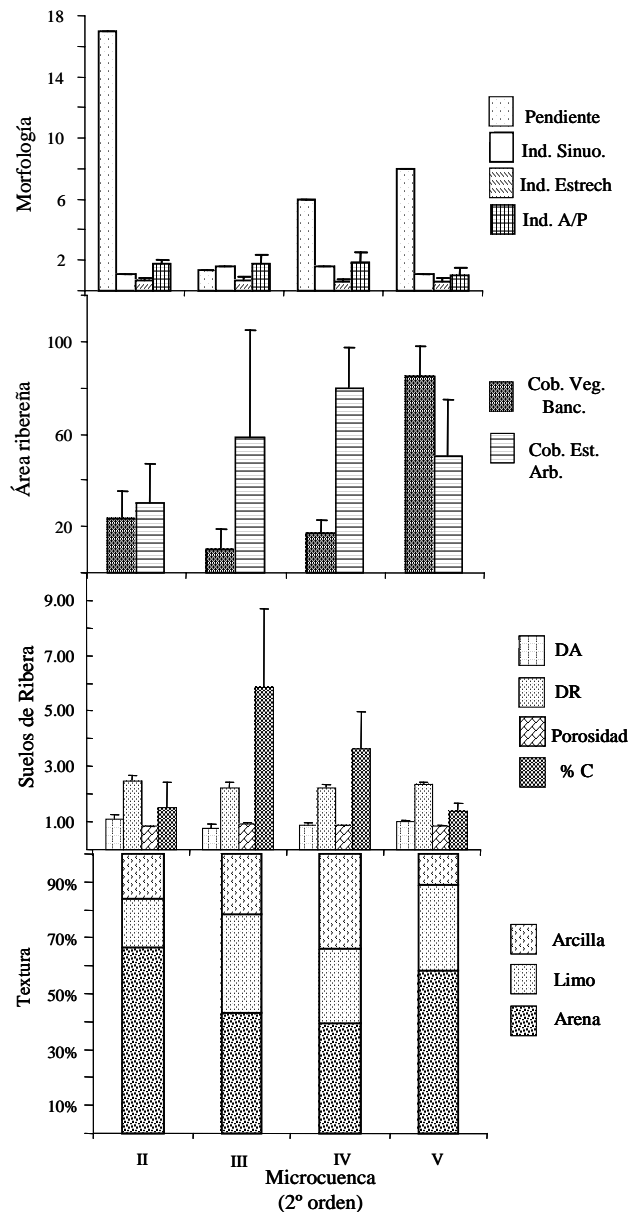 Morfología
18
14
10
6
2
Pendiente
Ind. Sinuo.
Ind. Estrech
Ind. A/P
Área ribereña
100
60
20
Cob. Veg.
Banc.
Cob. Est.
Arb.
Suelos de Ribera
9.00
7.00
5.00
3.00
1.00
DA
DR
Porosidad
% C
Textura
90%
70%
50%
30%
10%
Arcilla
Limo
Arena
II
III
IV
V
Microcuenca
(2º orden)